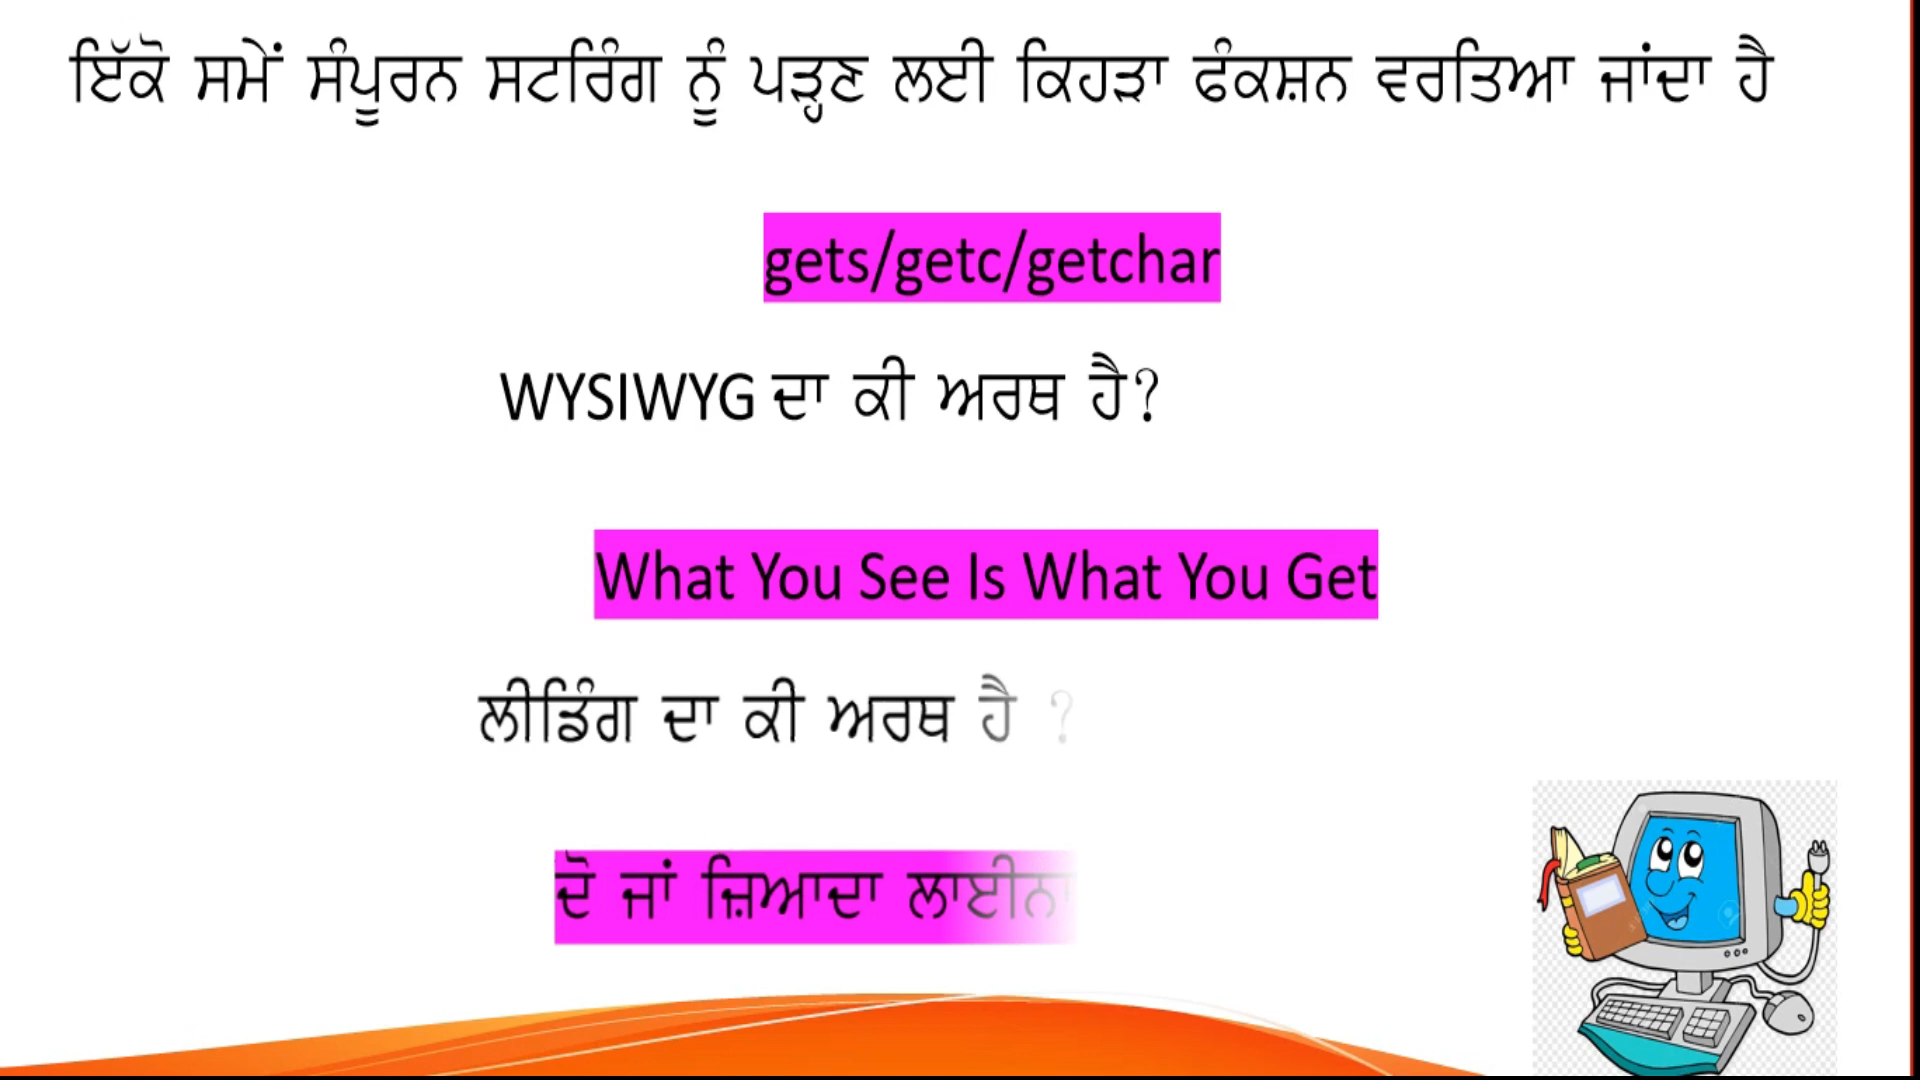 ਇੱਕੋ ਸਮੇਂ ਸੰਪੂਰਨ ਸਟਰਿੰਗ ਨੂੰ ਪੜ੍ਹਣ ਲਈ ਕਿਹੜਾ ਫੰਕਸ਼ਨ ਵਰਤਿਆ ਜਾਂਦਾ ਹੈ
gets/getc/getchar
WYSIWYG ਦਾ ਕੀ ਅਰਥ ਹੈ?
What You See Is What You Get
ਲੀਡਿੰਗ ਦਾ ਕੀ ਅਰਥ ਹੈ ?
ਦੋ ਜਾਂ ਜ਼ਿਆਦਾ